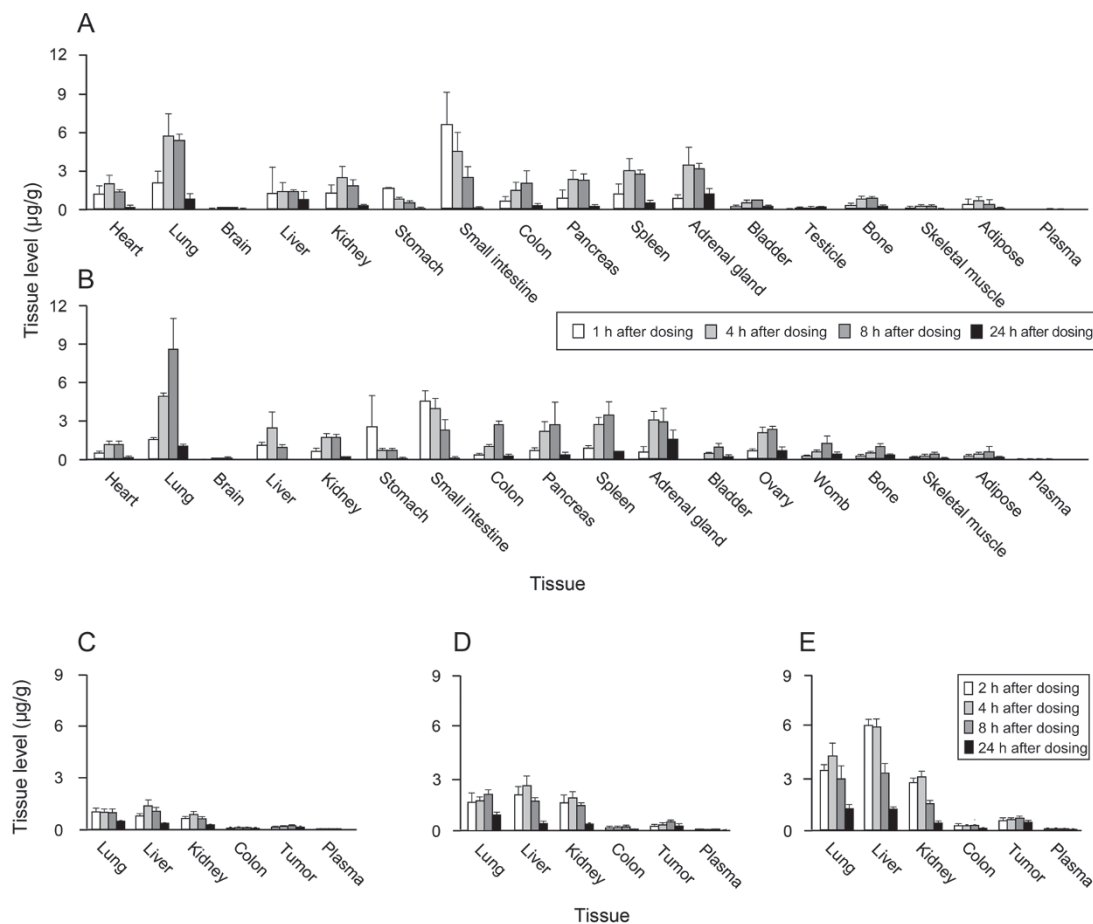 A
Tissue level (μg/g)
12
9
6
3
0
Heart
Lung
Brain
Liver
Kidney
Stomach
Small intestine
Colon
Pancreas
Spleen
Adrenal gland
Bladder
Testicle
Bone
Skeletal muscle
Adipose
Plasma
B
12
9
6
3
0
1 h after dosing
4 h after dosing
8 h after dosing
24 h after dosing
Heart
Lung
Brain
Liver
Kidney
Stomach
Small intestine
Colon
Pancreas
Spleen
Adrenal gland
Bladder
Ovary
Womb
Bone
Skeletal muscle
Adipose
Plasma
Tissue
C
Tissue level (μg/g)
9
6
3
0
Lung
Liver
Kidney
Colon
Tumor
Plasma
D
9
6
3
0
Lung
Liver
Kidney
Colon
Tumor
Plasma
E
9
6
3
0
2 h after dosing
4 h after dosing
8 h after dosing
24 h after dosing
Lung
Liver
Kidney
Colon
Tumor
Plasma
Tissue